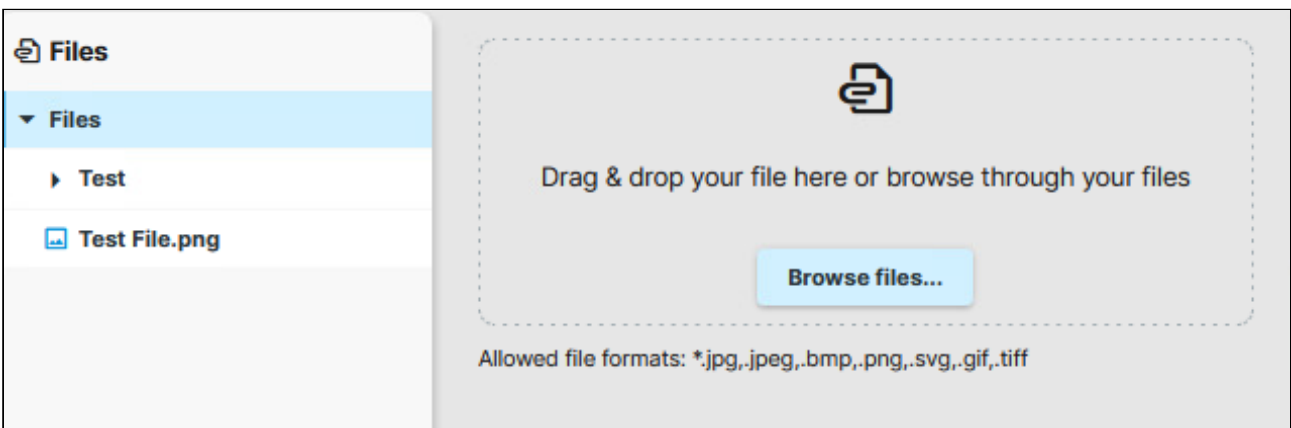 Files
Files
Test
Test File.png
Drag & drop your file here or browse through your files
Browse files...
Allowed file formats: *.jpg,.jpeg,.bmp,.png,.svg,.gif,.tiff